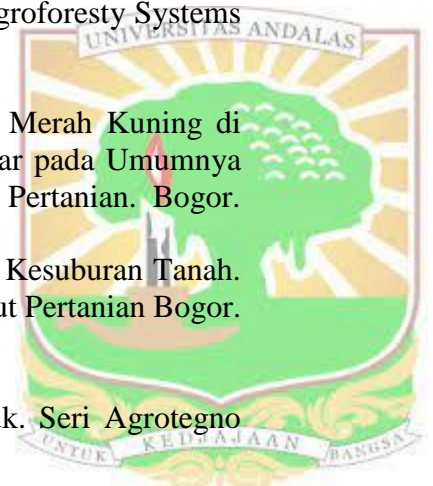 groforesty Systems
UNIVERSITAS ANDALAS
Merah Kuning di
ar pada Umumnya
Pertanian. Bogor.
Kesuburan Tanah.
ut Pertanian Bogor.
k. Seri Agrotegno
UNTUK KEDJAJAAN BANGSA